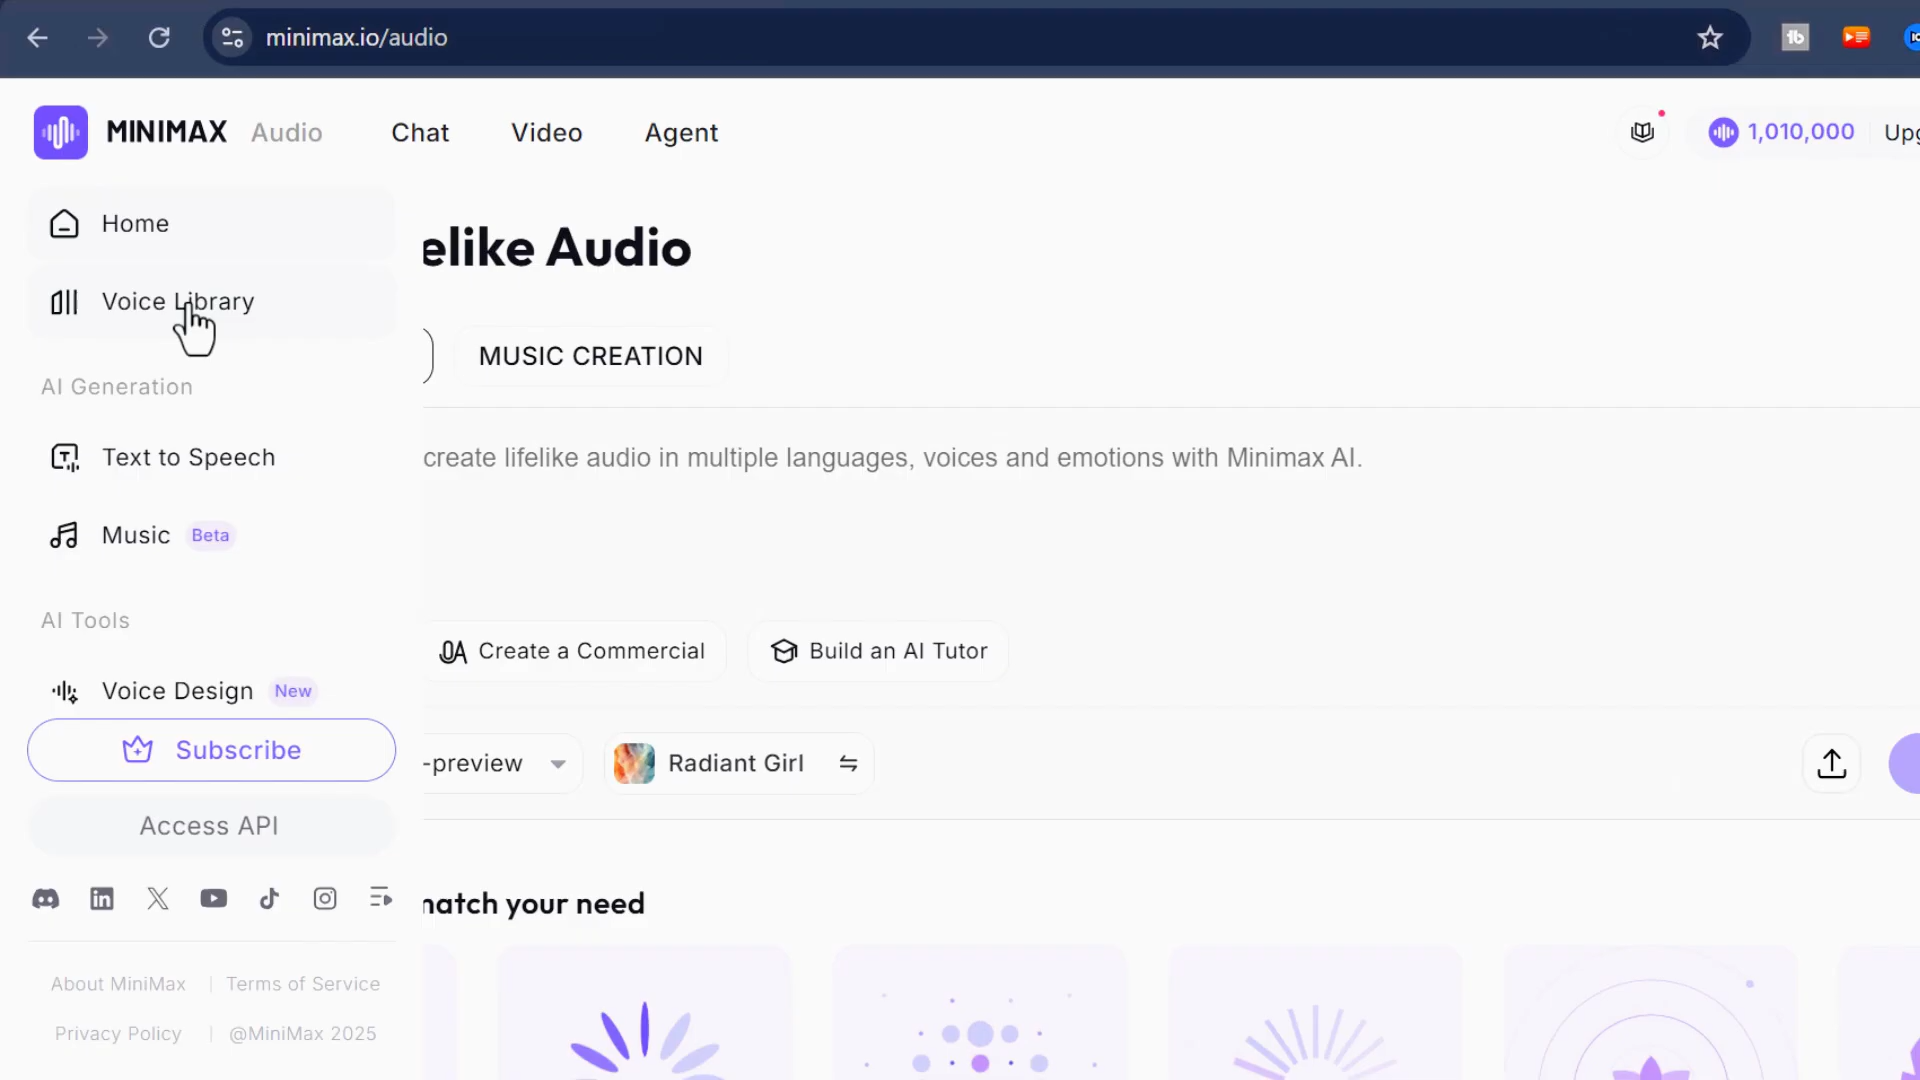 minimax.io/audio
MINIMAX Audio Chat Video Agent
1,010,000
Home
Voice Library
AI Generation
Text to Speech
Music Beta
AI Tools
Voice Design New
Subscribe
Access API
About MiniMax | Terms of Service
Privacy Policy | @MiniMax 2025
elike Audio
MUSIC CREATION
create lifelike audio in multiple languages, voices and emotions with Minimax AI.
Create a Commercial
Build an AI Tutor
-preview
Radiant Girl
match your need